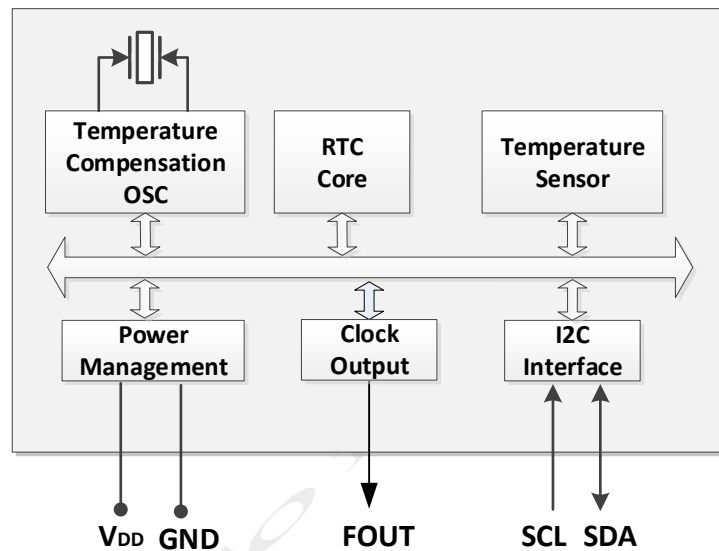 Temperature
Compensation
OSC
RTC
Core
Temperature
Sensor
Power
Management
Clock
Output
I2C
Interface
VDD
GND
FOUT
SCL
SDA